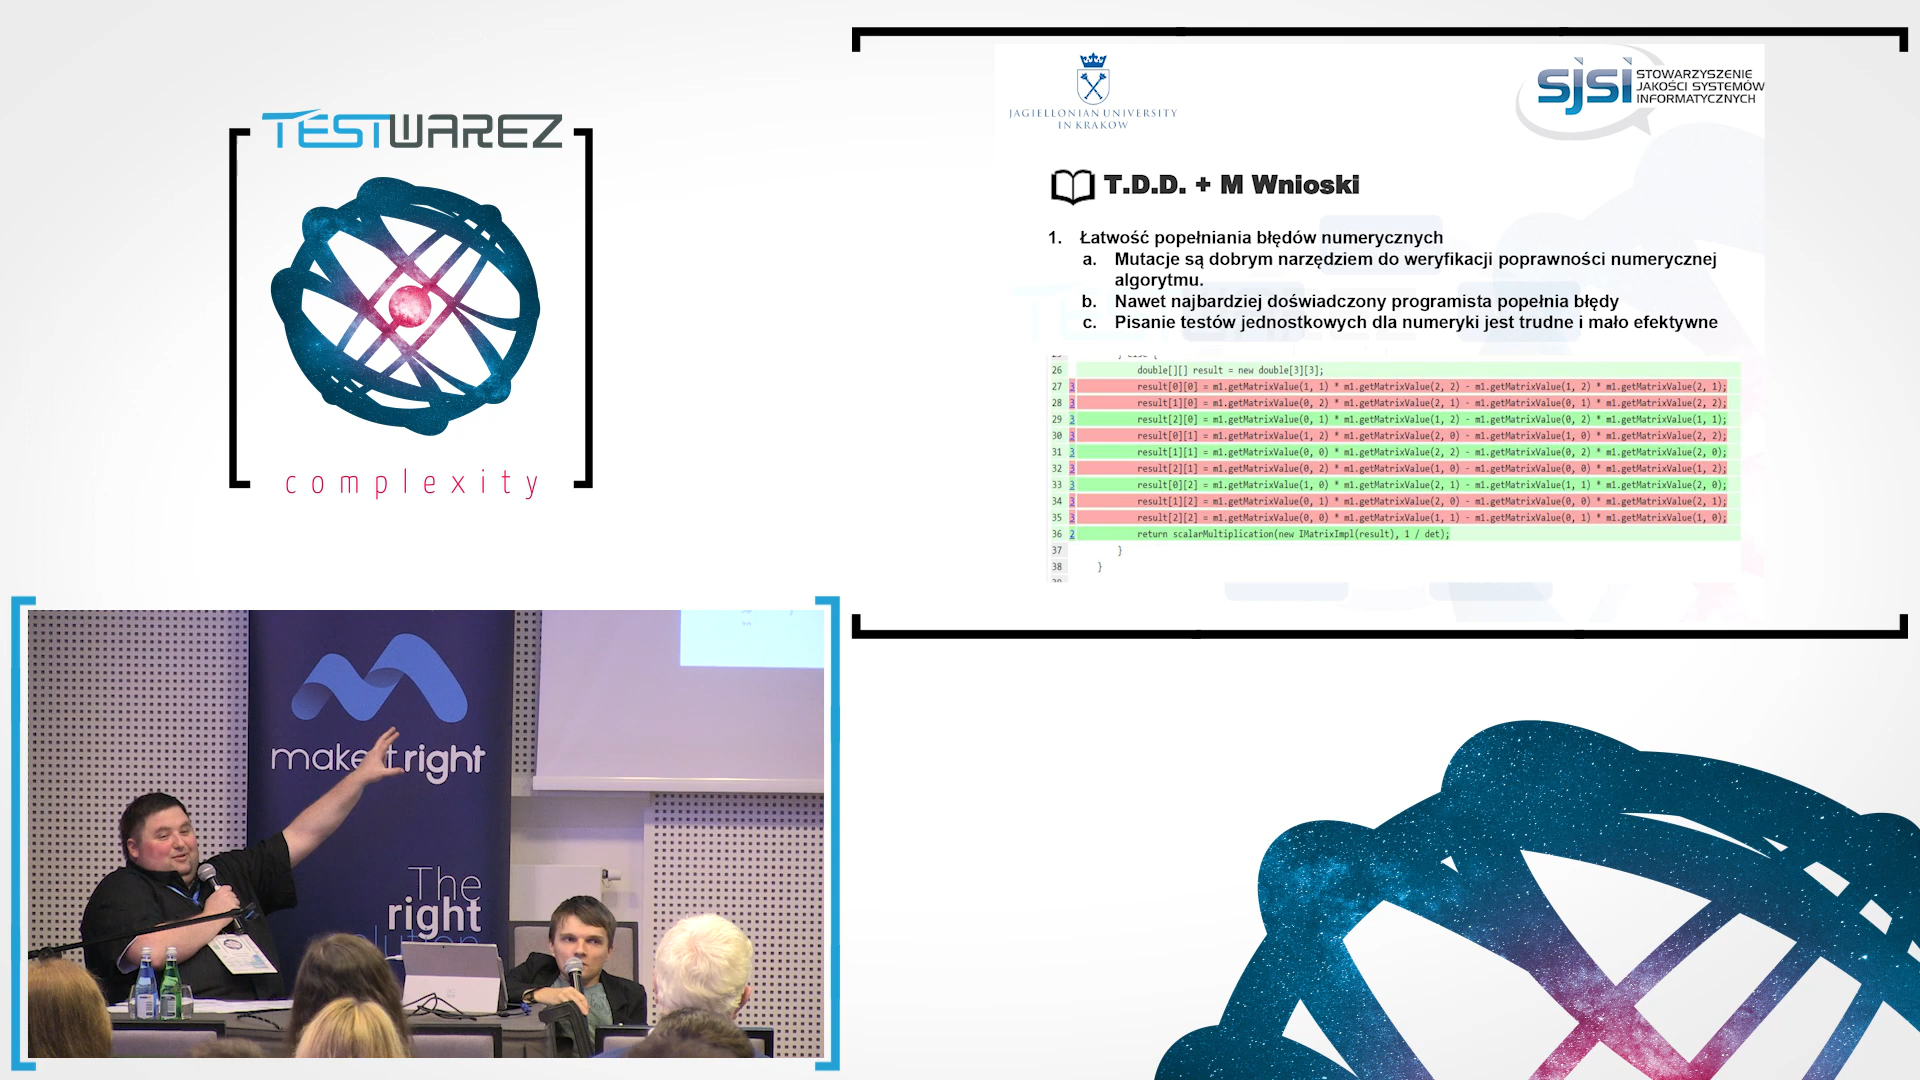 TESTWAREZ
complexity
JAGIELLONIAN UNIVERSITY
IN KRAKOW
sjsi
STOWARZYSZENIE
JAKOŚCI SYSTEMÓW
INFORMATYCZNYCH
T.D.D. + M Wnioski
1. Łatwość popełniania błędów numerycznych
a. Mutacje są dobrym narzędziem do weryfikacji poprawności numerycznej
algorytmu.
b. Nawet najbardziej doświadczony programista popełnia błędy
c. Pisanie testów jednostkowych dla numeryki jest trudne i mało efektywne
26 double[][] result = new double[3][3];
27 3 result[0][0] = m1.getMatrixValue(1, 1) * m1.getMatrixValue(2, 2) - m1.getMatrixValue(1, 2) * m1.getMatrixValue(2, 1);
28 3 result[1][0] = m1.getMatrixValue(0, 2) * m1.getMatrixValue(2, 1) - m1.getMatrixValue(0, 1) * m1.getMatrixValue(2, 2);
29 3 result[2][0] = m1.getMatrixValue(0, 1) * m1.getMatrixValue(1, 2) - m1.getMatrixValue(0, 2) * m1.getMatrixValue(1, 1);
30 3 result[0][1] = m1.getMatrixValue(1, 2) * m1.getMatrixValue(2, 0) - m1.getMatrixValue(1, 0) * m1.getMatrixValue(2, 2);
31 3 result[1][1] = m1.getMatrixValue(0, 0) * m1.getMatrixValue(2, 2) - m1.getMatrixValue(0, 2) * m1.getMatrixValue(2, 0);
32 3 result[2][1] = m1.getMatrixValue(0, 2) * m1.getMatrixValue(1, 0) - m1.getMatrixValue(0, 0) * m1.getMatrixValue(1, 2);
33 3 result[0][2] = m1.getMatrixValue(1, 0) * m1.getMatrixValue(2, 1) - m1.getMatrixValue(1, 1) * m1.getMatrixValue(2, 0);
34 3 result[1][2] = m1.getMatrixValue(0, 1) * m1.getMatrixValue(2, 0) - m1.getMatrixValue(0, 0) * m1.getMatrixValue(2, 1);
35 3 result[2][2] = m1.getMatrixValue(0, 0) * m1.getMatrixValue(1, 1) - m1.getMatrixValue(0, 1) * m1.getMatrixValue(1, 0);
36 2 return scalarMultiplication(new IMatrixImpl(result), 1 / det);
37 }
38 }
right
The
right